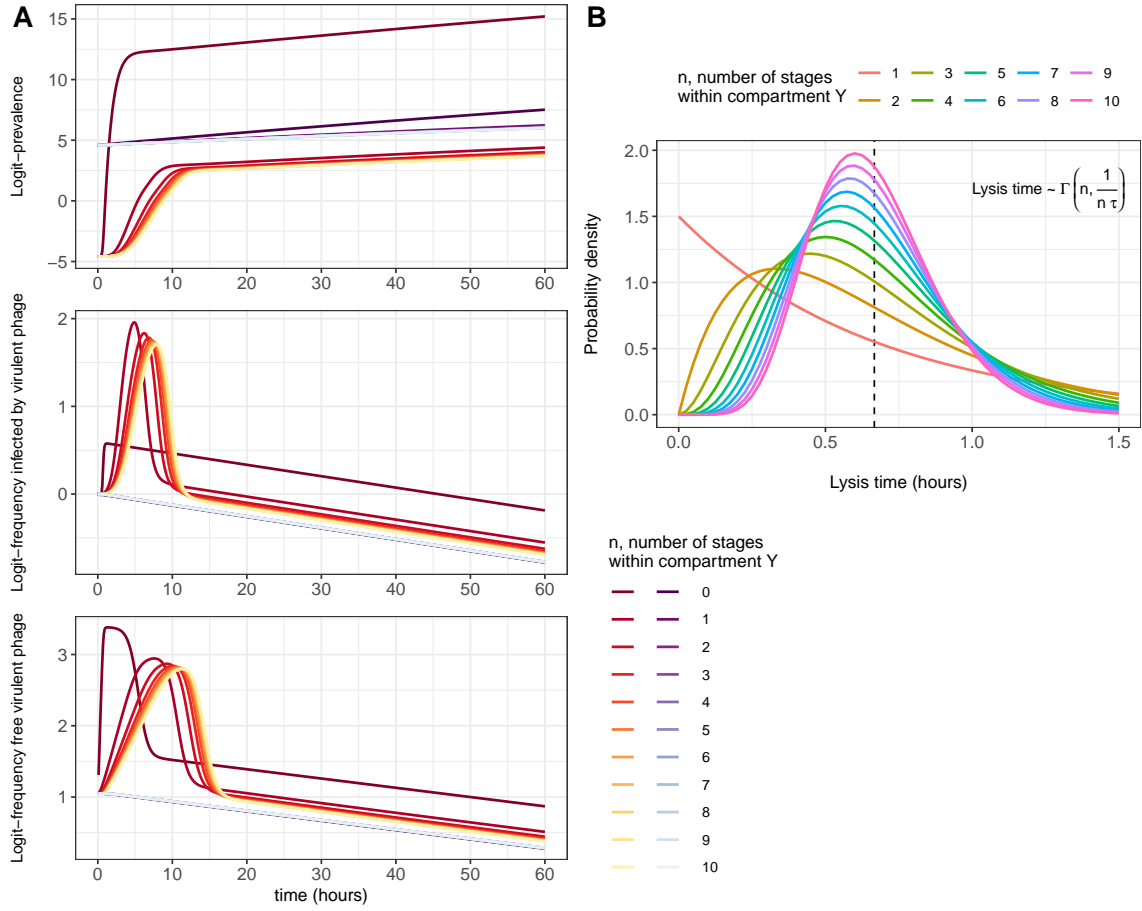 A
Logit−prevalence
15
10
5
0
−5
0 10 20 30 40 50 60
Logit−frequency infected by virulent phage
2
1
0
0 10 20 30 40 50 60
Logit−frequency free virulent phage
3
2
1
0 10 20 30 40 50 60
time (hours)
B
n, number of stages
within compartment Y
1 3 5 7 9
2 4 6 8 10
Probability density
2.0
1.5
1.0
0.5
0.0
Lysis time ~ Γ(n, 1/(n τ))
0.0 0.5 1.0 1.5
Lysis time (hours)
n, number of stages
within compartment Y
0
1
2
3
4
5
6
7
8
9
10